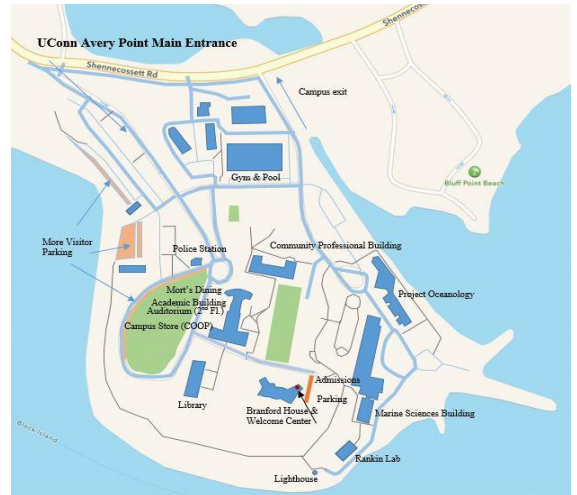 UConn Avery Point Main Entrance
Shennecossett Rd
Campus exit
Gym & Pool
Bluff Point Beach
More Visitor
Parking
Police Station
Community Professional Building
Mort's Dining
Academic Building
Auditorium (2nd Fl.)
Campus Store (COOP)
Project Oceanology
Library
Admissions
Parking
Branford House &
Welcome Center
Marine Sciences Building
Block Island
Rankin Lab
Lighthouse